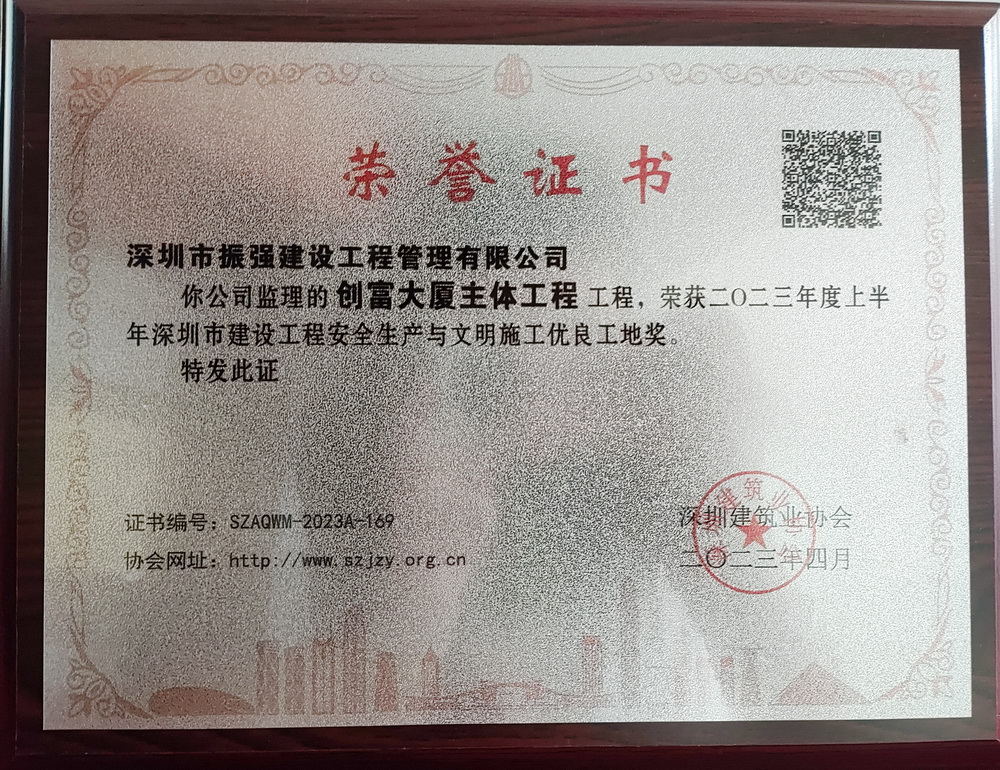 荣誉证书
深圳市振强建设工程管理有限公司
你公司监理的 创富大厦主体工程 工程，荣获二〇二三年度上半
年深圳市建设工程安全生产与文明施工优良工地奖。
特发此证
证书编号：SZAQWM-2023A-169
深圳建筑业协会
协会网址：http://www.szjzy.org.cn
二〇二三年四月